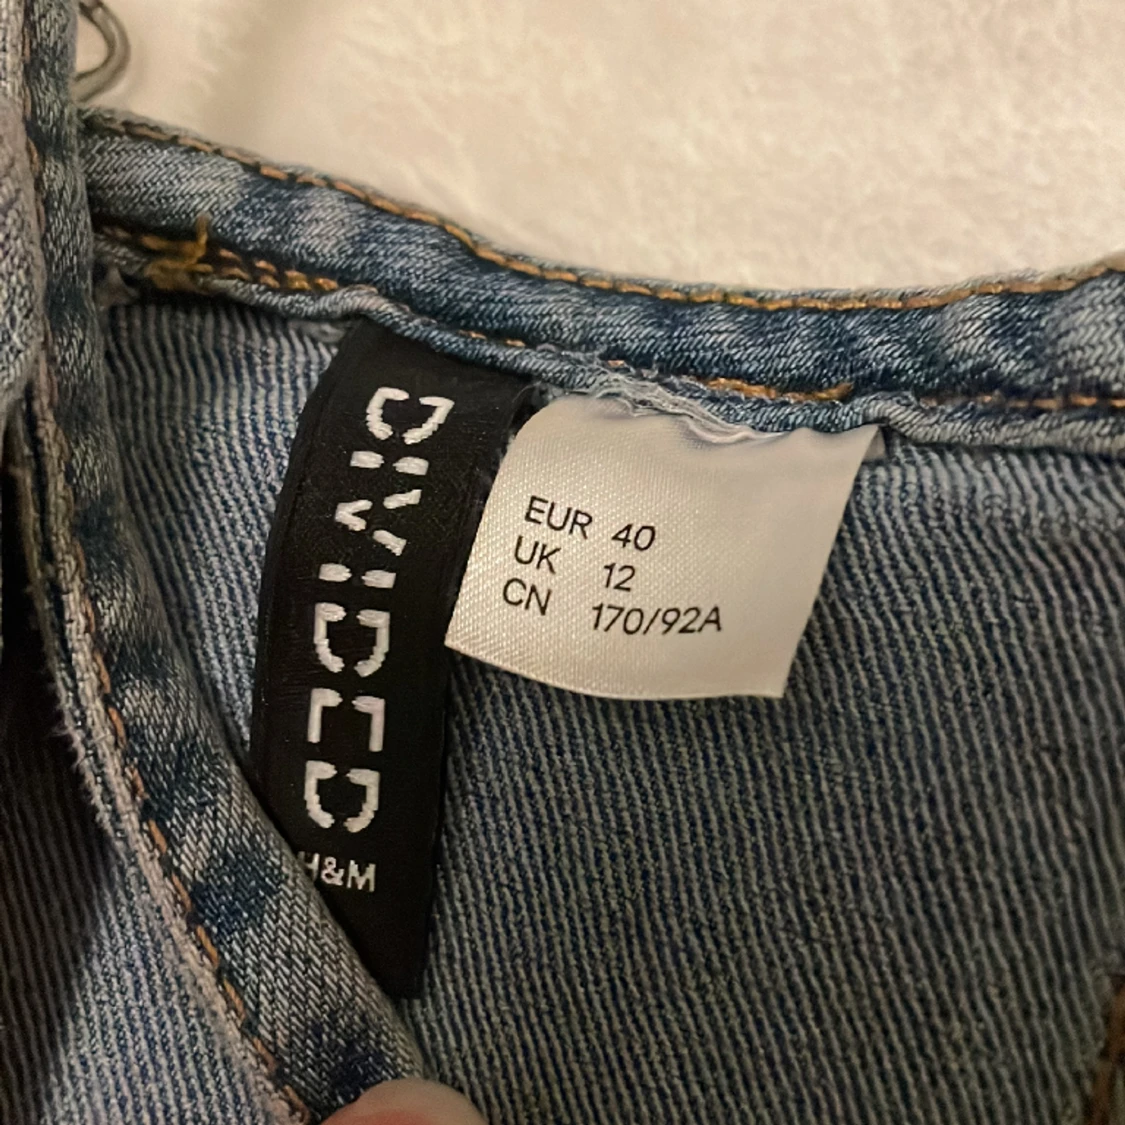 DIVIDED
H&M
EUR 40
UK 12
CN 170/92A